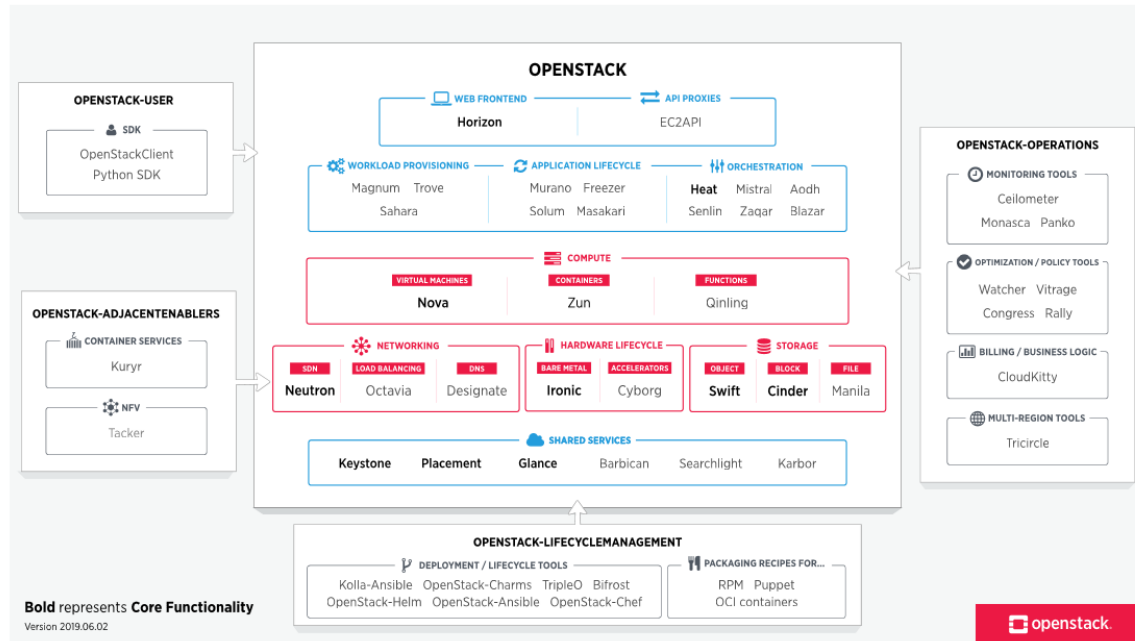 OPENSTACK
WEB FRONTEND
Horizon
API PROXIES
EC2API
WORKLOAD PROVISIONING
Magnum Trove
Sahara
APPLICATION LIFECYCLE
Murano Freezer
Solum Masakari
ORCHESTRATION
Heat Mistral Aodh
Senlin Zaqar Blazar
COMPUTE
VIRTUAL MACHINES
Nova
CONTAINERS
Zun
FUNCTIONS
Qinling
NETWORKING
SDN
Neutron
LOAD BALANCING
Octavia
DNS
Designate
HARDWARE LIFECYCLE
BARE METAL
Ironic
ACCELERATORS
Cyborg
STORAGE
OBJECT
Swift
BLOCK
Cinder
FILE
Manila
SHARED SERVICES
Keystone Placement Glance Barbican Searchlight Karbor
OPENSTACK-USER
SDK
OpenStackClient
Python SDK
OPENSTACK-ADJACENTENABLERS
CONTAINER SERVICES
Kuryr
NFV
Tacker
OPENSTACK-OPERATIONS
MONITORING TOOLS
Ceilometer
Monasca Panko
OPTIMIZATION / POLICY TOOLS
Watcher Vitrage
Congress Rally
BILLING / BUSINESS LOGIC
CloudKitty
MULTI-REGION TOOLS
Tricircle
OPENSTACK-LIFECYCLEMANAGEMENT
DEPLOYMENT / LIFECYCLE TOOLS
Kolla-Ansible OpenStack-Charms TripleO Bifrost
OpenStack-Helm OpenStack-Ansible OpenStack-Chef
PACKAGING RECIPES FOR...
RPM Puppet
OCI containers
Bold represents Core Functionality
Version 2019.06.02
openstack.